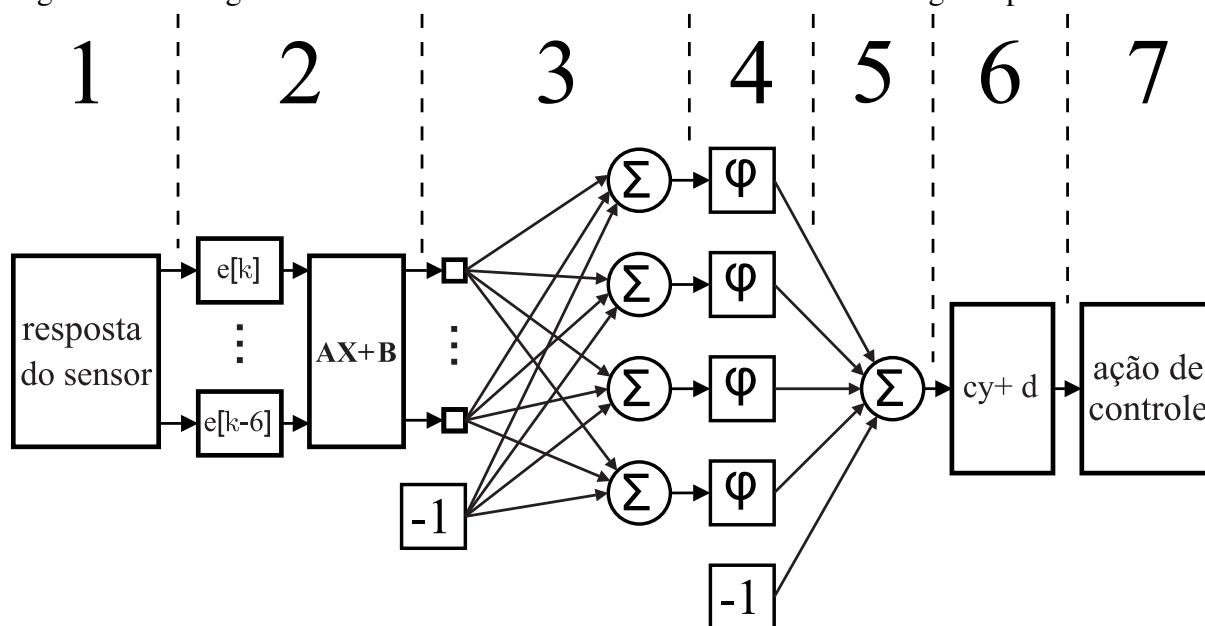 1 2 3 4 5 6 7
Σ φ
e[k]
Σ φ
resposta
do sensor
AX+B
ação de
controle
Σ φ
Σ
cy+ d
e[k-6]
Σ φ
-1
-1